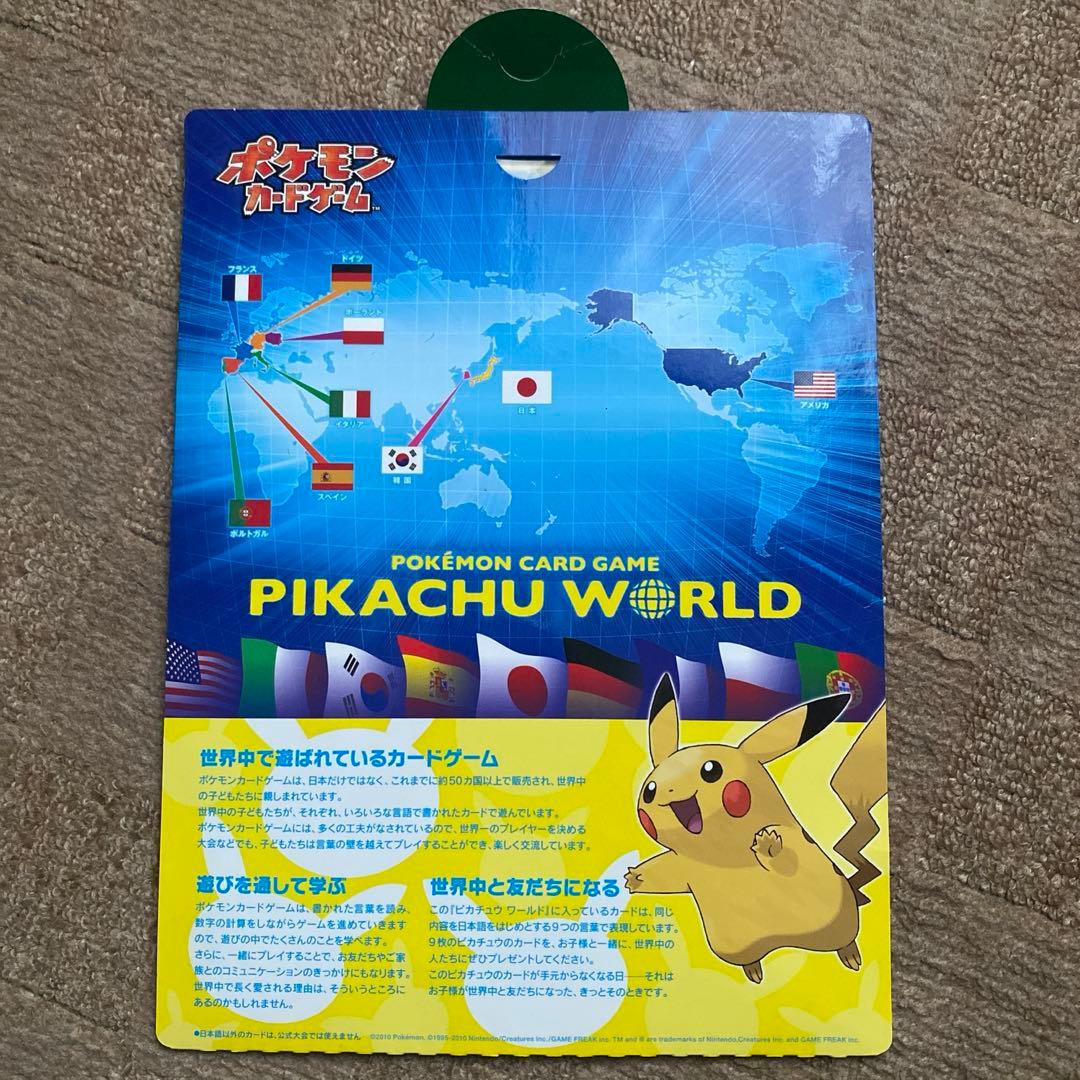 ポケモン
カードゲーム™
フランス
ドイツ
ポーランド
イタリア
日本
アメリカ
韓国
スペイン
ポルトガル
POKÉMON CARD GAME
PIKACHU WORLD
世界中で遊ばれているカードゲーム
ポケモンカードゲームは、日本だけではなく、これまでに約50カ国以上で販売され、世界中
の子どもたちに親しまれています。
世界中の子どもたちが、それぞれ、いろいろな言語で書かれたカードで遊んでいます。
ポケモンカードゲームには、多くの工夫がなされているので、世界一のプレイヤーを決める
大会などでも、子どもたちは言葉の壁を越えてプレイすることができ、楽しく交流しています。
遊びを通して学ぶ
ポケモンカードゲームは、書かれた言葉を読み、
数字の計算をしながらゲームを進めていきます
ので、遊びの中でたくさんのことを学べます。
さらに、一緒にプレイすることで、お友だちやご家
族とのコミュニケーションのきっかけにもなります。
世界中で長く愛される理由は、そういうところに
あるのかもしれません。
世界中と友だちになる
この『ピカチュウ ワールド』に入っているカードは、同じ
内容を日本語をはじめとする9つの言葉で表現しています。
9枚のピカチュウのカードを、お子様と一緒に、世界中の
人たちにぜひプレゼントしてください。
このピカチュウのカードが手元からなくなる日――それは
お子様が世界中と友だちになった、きっとそのときです。
●日本語以外のカードは、公式大会では使えません
©2010 Pokémon. ©1995-2010 Nintendo/Creatures Inc./GAME FREAK inc. TM and ® are trademarks of Nintendo,Creatures Inc. and GAME FREAK inc.